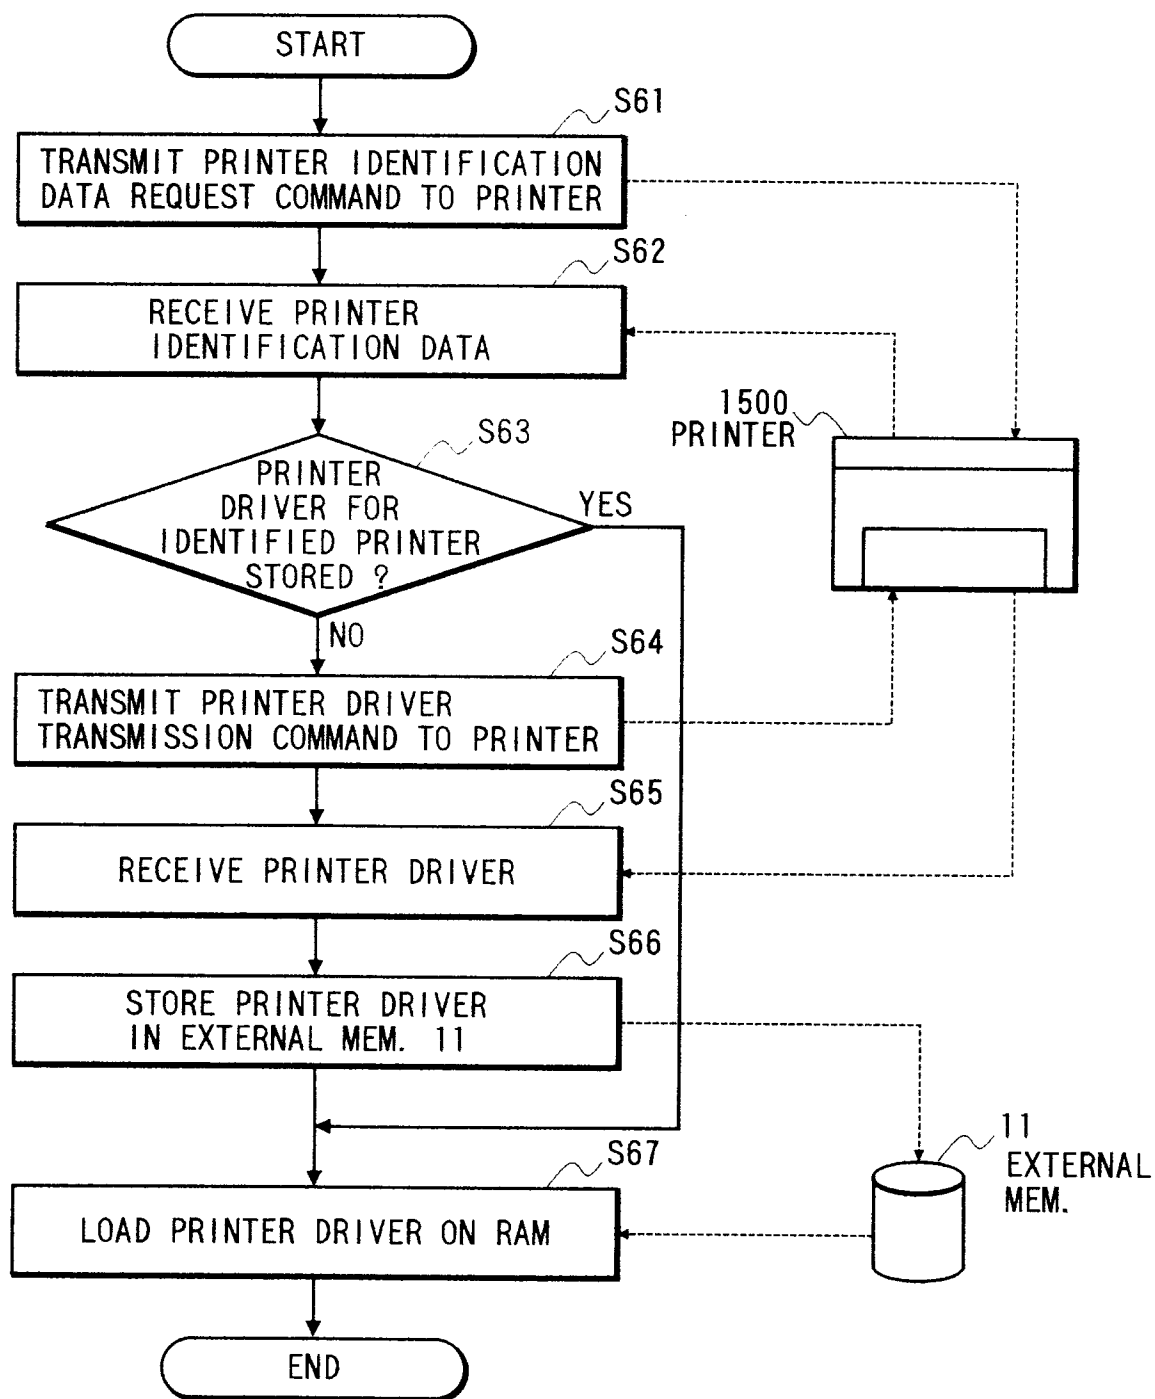 START
S61
TRANSMIT PRINTER IDENTIFICATION
DATA REQUEST COMMAND TO PRINTER
S62
RECEIVE PRINTER
IDENTIFICATION DATA
1500
PRINTER
S63
PRINTER
DRIVER FOR
IDENTIFIED PRINTER
STORED ?
YES
NO
S64
TRANSMIT PRINTER DRIVER
TRANSMISSION COMMAND TO PRINTER
S65
RECEIVE PRINTER DRIVER
S66
STORE PRINTER DRIVER
IN EXTERNAL MEM. 11
11
EXTERNAL
MEM.
S67
LOAD PRINTER DRIVER ON RAM
END